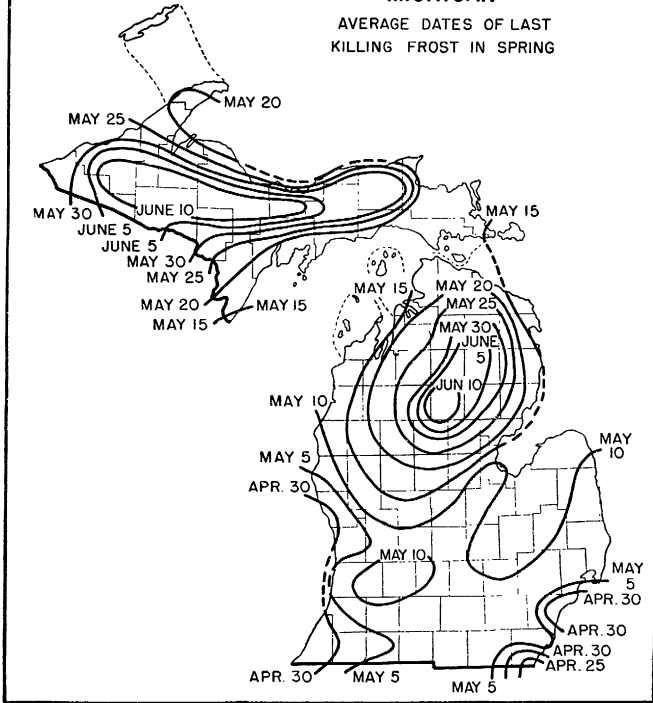 AVERAGE DATES OF LAST
KILLING FROST IN SPRING
MAY 20
MAY 25
MAY 30
JUNE 5
JUNE 10
JUNE 5
MAY 30
MAY 25
MAY 20
MAY 15
MAY 15
MAY 15
MAY 15
MAY 20
MAY 25
MAY 30
JUNE
5
JUN 10
MAY 10
MAY 5
APR. 30
MAY
10
MAY 10
MAY
5
APR. 30
APR. 30
APR. 30
APR. 25
APR. 30
MAY 5
MAY 5